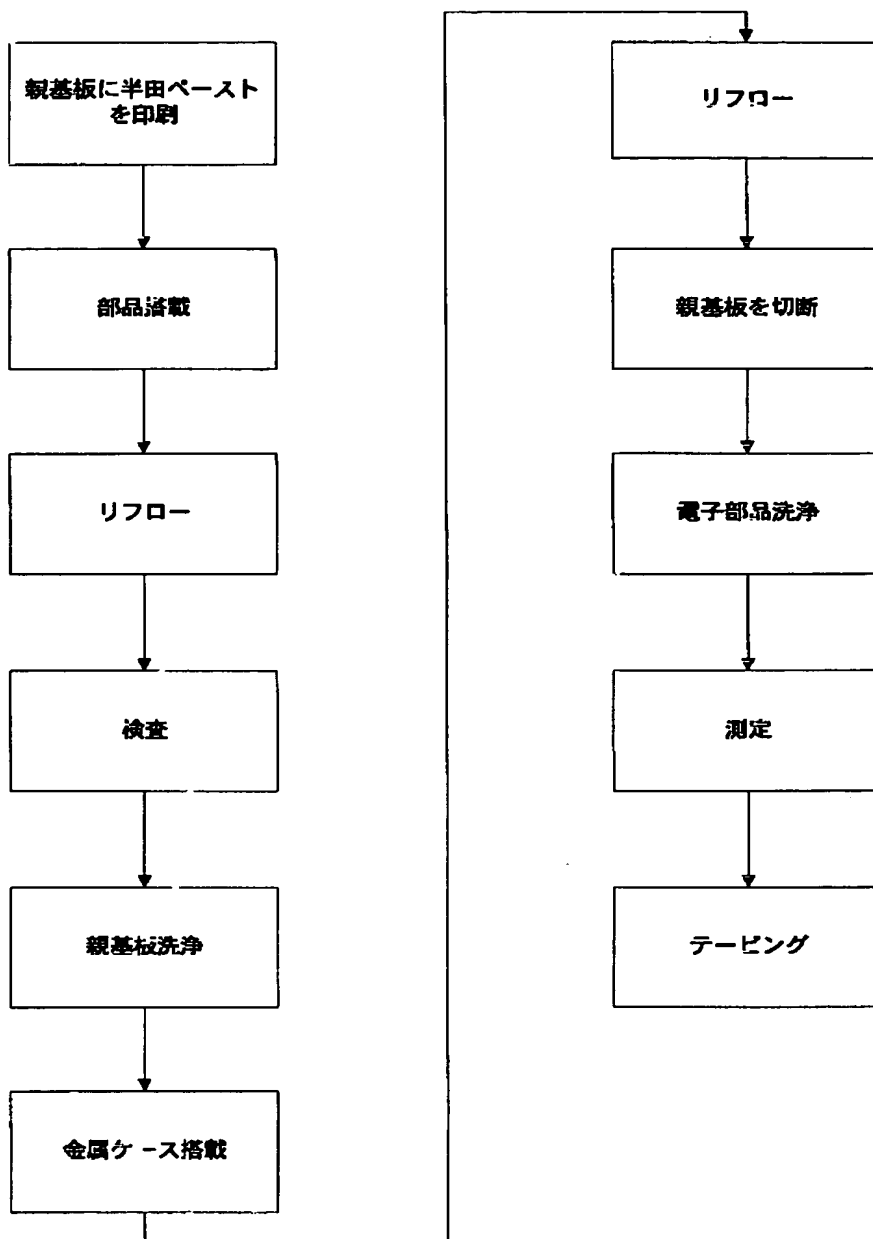 親基板に半田ペースト
を印刷
部品搭載
リフロー
検査
親基板洗浄
金属ケース搭載
リフロー
親基板を切断
電子部品洗浄
測定
テーピング